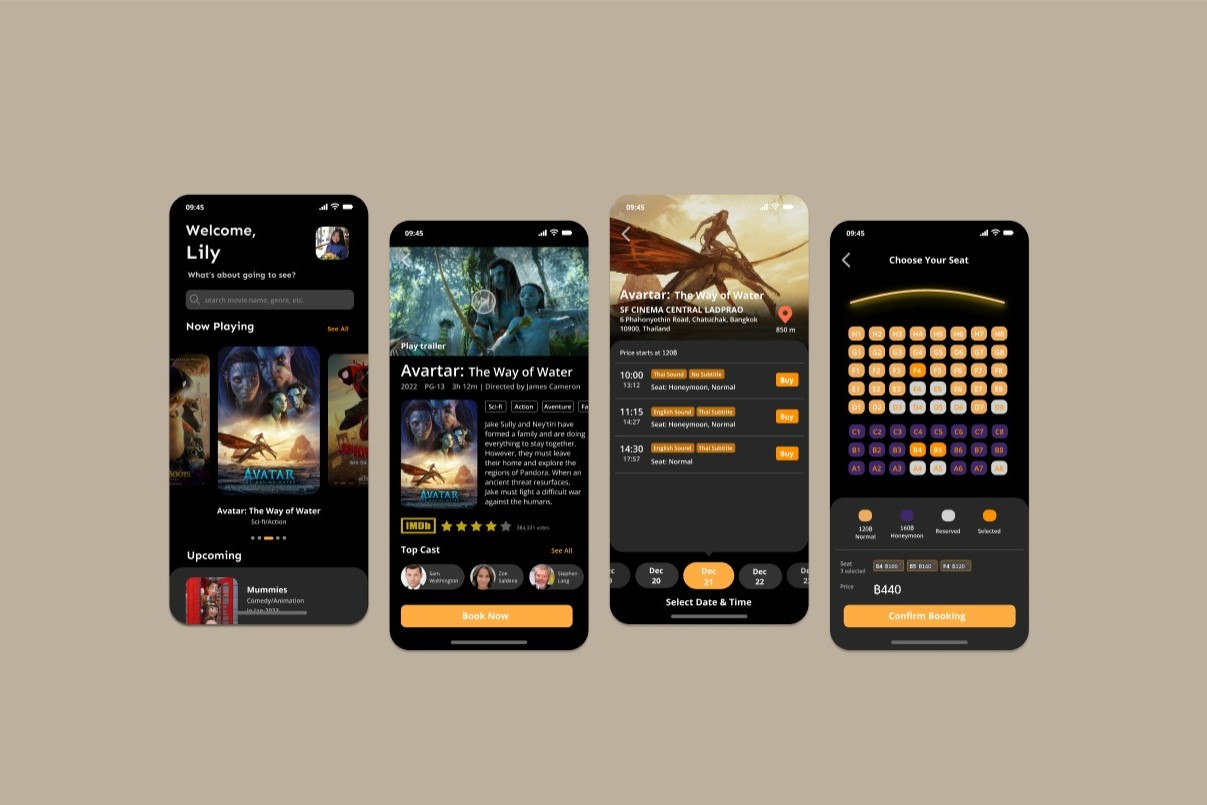 09:45
Welcome,
Lily
What's about going to see?
search movie name, genre, etc.
Now Playing
See All
AVATAR
Avatar: The Way of Water
Sci-fi/Action
Upcoming
Mummies
Comedy/Animation
In Jan 2023
09:45
Play trailer
Avartar: The Way of Water
2022 PG-13 3h 12m | Directed by James Cameron
Sci-fi Action Aventure Fa
AVATAR
Jake Sully and Ney'tiri have
formed a family and are doing
everything to stay together.
However, they must leave
their home and explore the
regions of Pandora. When an
ancient threat resurfaces,
Jake must fight a difficult war
against the humans.
IMDb
384,331 votes
Top Cast
See All
Sam
Wathington
Zoe
Saldana
Stephen
Lang
Book Now
09:45
Avartar: The Way of Water
SF CINEMA CENTRAL LADPRAO
6 Phahonyothin Road, Chatuchak, Bangkok
10900, Thailand
850 m
Price starts at 120฿
10:00 Thai Sound No Subtitle
13:12 Seat: Honeymoon, Normal
Buy
11:15 English Sound Thai Subtitle
14:27 Seat: Honeymoon, Normal
Buy
14:30 English Sound Thai Subtitle
17:57 Seat: Normal
Buy
Dec
20
Dec
21
Dec
22
Select Date & Time
09:45
Choose Your Seat
H1 H2 H3 H4 H5 H6 H7 H8
G1 G2 G3 G4 G5 G6 G7 G8
F1 F2 F3 F4 F5 F6 F7 F8
E1 E2 E3 E4 E5 E6 E7 E8
D1 D2 D3 D4 D5 D6 D7 D8
C1 C2 C3 C4 C5 C6 C7 C8
B1 B2 B3 B4 B5 B6 B7 B8
A1 A2 A3 A4 A5 A6 A7 A8
120฿
Normal
160฿
Honeymoon
Reserved
Selected
Seat
3 selected
B4 ฿160 B5 ฿160 F4 ฿120
Price
฿440
Confirm Booking